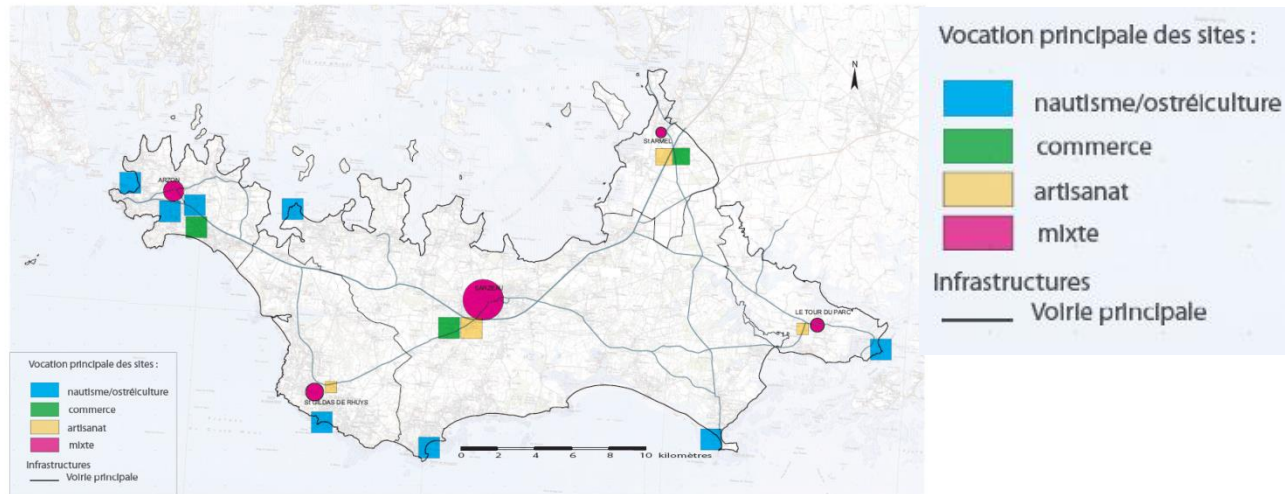 N
ST ARMEL
ARZON
SARZEAU
LE TOUR DU PARC
ST GILDAS DE RHUYS
0 2 4 6 8 10 kilomètres
Vocation principale des sites :
nautisme/ostréiculture
commerce
artisanat
mixte
Infrastructures
Voirie principale
Vocation principale des sites :
nautisme/ostréiculture
commerce
artisanat
mixte
Infrastructures
Voirie principale